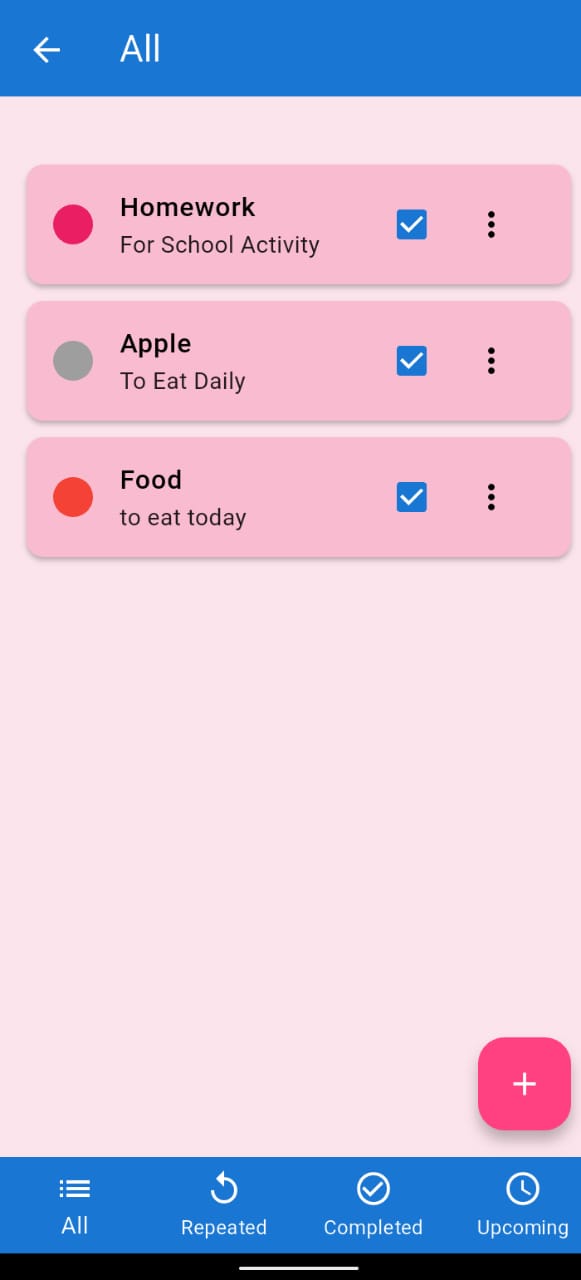 All
Homework
For School Activity
Apple
To Eat Daily
Food
to eat today
All
Repeated
Completed
Upcoming